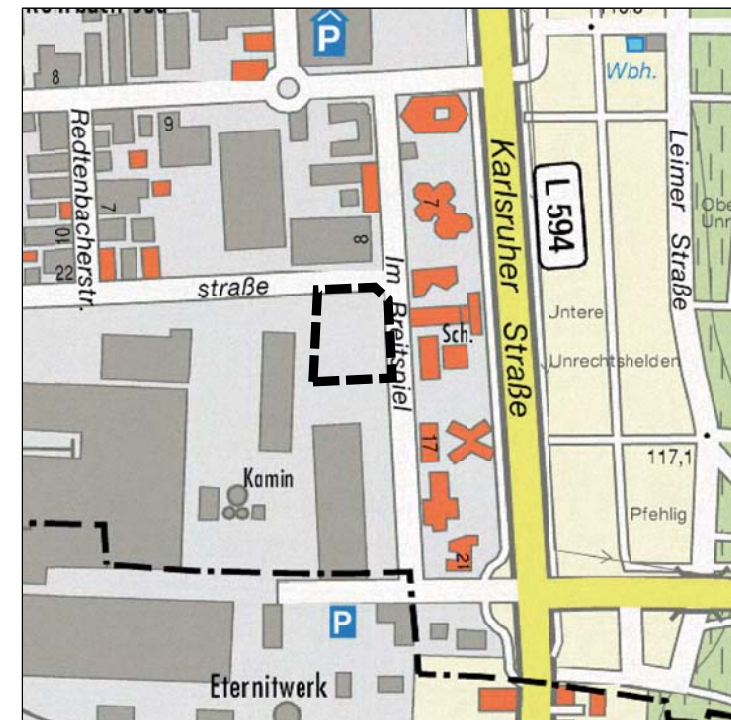 P
Wbh.
8
9
Redtenbacherstr.
7
10
22
straße
8
Im Breitspiel
7
Karlsruher Straße
L 594
Leimer Straße
Untere
Unrechtshelden
Sch.
17
21
117,1
Pfehlig
Kamin
P
Eternitwerk